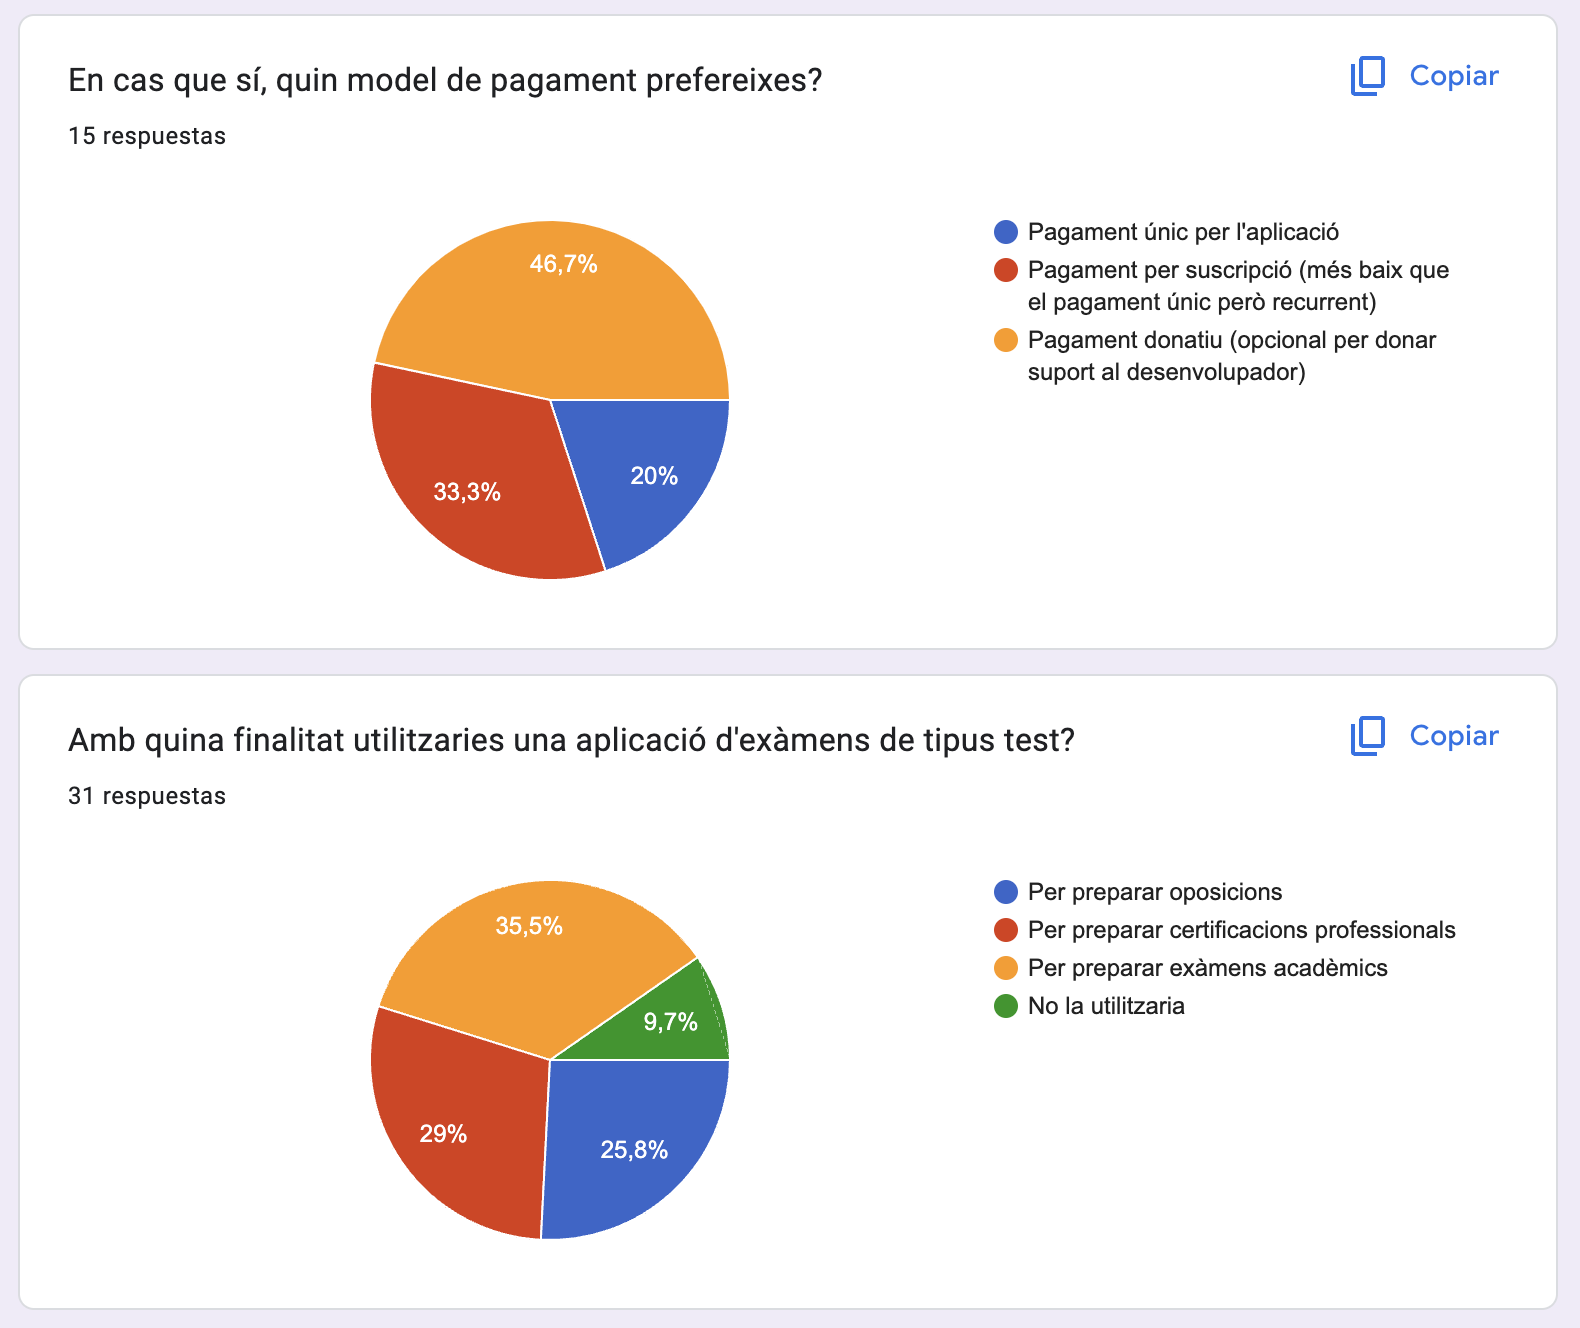 En cas que sí, quin model de pagament prefereixes?
Copiar
15 respuestas
46,7%
33,3%
20%
Pagament únic per l'aplicació
Pagament per suscripció (més baix que
el pagament únic però recurrent)
Pagament donatiu (opcional per donar
suport al desenvolupador)
Amb quina finalitat utilitzaries una aplicació d'exàmens de tipus test?
Copiar
31 respuestas
35,5%
9,7%
29%
25,8%
Per preparar oposicions
Per preparar certificacions professionals
Per preparar exàmens acadèmics
No la utilitzaria